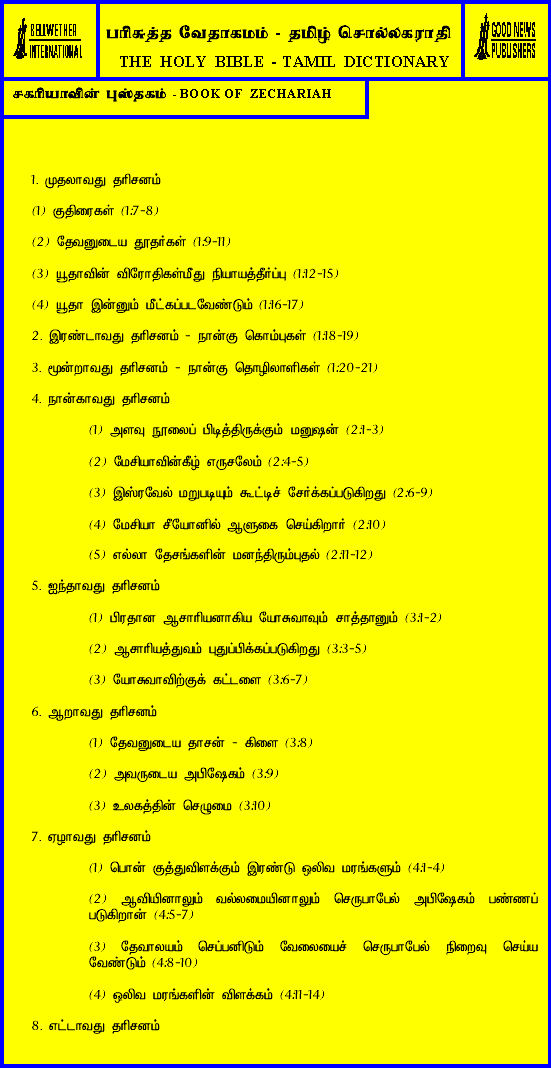 BELLWETHER
INTERNATIONAL
பரிசுத்த வேதாகமம் - தமிழ் சொல்லகராதி
THE HOLY BIBLE - TAMIL DICTIONARY
GOOD NEWS
PUBLISHERS
சகரியாவின் புஸ்தகம் - BOOK OF ZECHARIAH
1. முதலாவது தரிசனம்
(1) குதிரைகள் (1:7-8)
(2) தேவனுடைய தூதர்கள் (1:9-11)
(3) யூதாவின் விரோதிகள்மீது நியாயத்தீர்ப்பு (1:12-15)
(4) யூதா இன்னும் மீட்கப்படவேண்டும் (1:16-17)
2. இரண்டாவது தரிசனம் - நான்கு கொம்புகள் (1:18-19)
3. மூன்றாவது தரிசனம் - நான்கு தொழிலாளிகள் (1:20-21)
4. நான்காவது தரிசனம்
(1) அளவு நூலைப் பிடித்திருக்கும் மனுஷன் (2:1-3)
(2) மேசியாவின்கீழ் எருசலேம் (2:4-5)
(3) இஸ்ரவேல் மறுபடியும் கூட்டிச் சேர்க்கப்படுகிறது (2:6-9)
(4) மேசியா சீயோனில் ஆளுகை செய்கிறார் (2:10)
(5) எல்லா தேசங்களின் மனந்திரும்புதல் (2:11-12)
5. ஐந்தாவது தரிசனம்
(1) பிரதான ஆசாரியனாகிய யோசுவாவும் சாத்தானும் (3:1-2)
(2) ஆசாரியத்துவம் புதுப்பிக்கப்படுகிறது (3:3-5)
(3) யோசுவாவிற்குக் கட்டளை (3:6-7)
6. ஆறாவது தரிசனம்
(1) தேவனுடைய தாசன் - கிளை (3:8)
(2) அவருடைய அபிஷேகம் (3:9)
(3) உலகத்தின் செழுமை (3:10)
7. ஏழாவது தரிசனம்
(1) பொன் குத்துவிளக்கும் இரண்டு ஒலிவ மரங்களும் (4:1-4)
(2) ஆவியினாலும் வல்லமையினாலும் செருபாபேல் அபிஷேகம் பண்ணப்
படுகிறான் (4:5-7)
(3) தேவாலயம் செப்பனிடும் வேலையைச் செருபாபேல் நிறைவு செய்ய
வேண்டும் (4:8-10)
(4) ஒலிவ மரங்களின் விளக்கம் (4:11-14)
8. எட்டாவது தரிசனம்